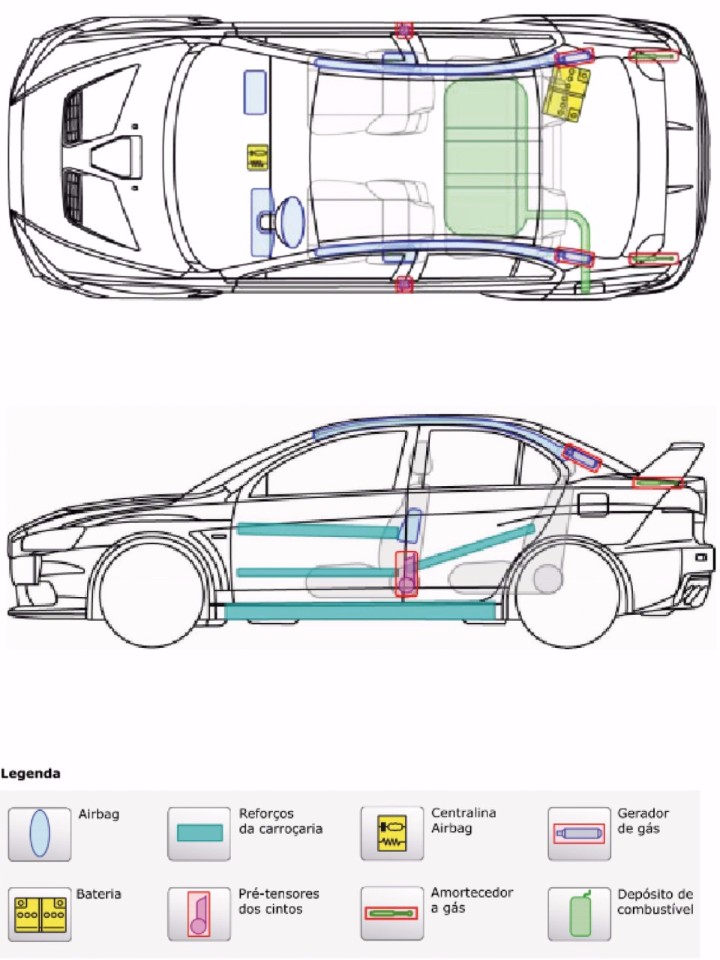 Legenda
Airbag
Reforços
da carroçaria
Centralina
Airbag
Gerador
de gás
Bateria
Pré-tensores
dos cintos
Amortecedor
a gás
Depósito de
combustível